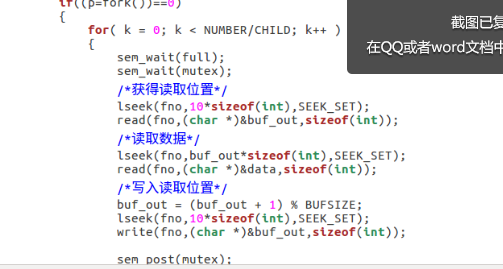 if((p=fork())==0)
{
for( k = 0; k < NUMBER/CHILD; k++ )
{
sem_wait(full);
sem_wait(mutex);
/*获得读取位置*/
lseek(fno,10*sizeof(int),SEEK_SET);
read(fno,(char *)&buf_out,sizeof(int));
/*读取数据*/
lseek(fno,buf_out*sizeof(int),SEEK_SET);
read(fno,(char *)&data,sizeof(int));
/*写入读取位置*/
buf_out = (buf_out + 1) % BUFSIZE;
lseek(fno,10*sizeof(int),SEEK_SET);
write(fno,(char *)&buf_out,sizeof(int));
sem_post(mutex);
截图已复
在QQ或者word文档中